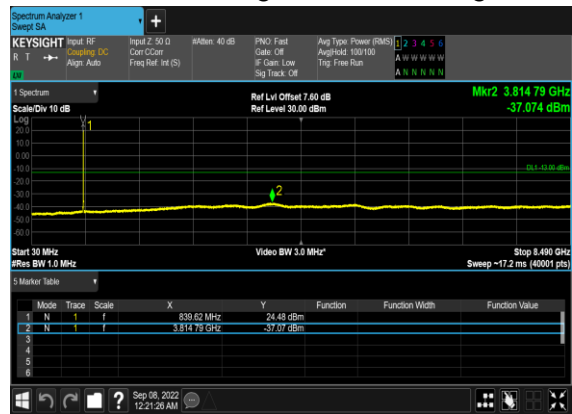 Spectrum Analyzer 1
Swept SA
+
KEYSIGHT Input: RF Input Z: 50 Ω #Atten: 40 dB PNO: Fast Avg Type: Power (RMS) 1 2 3 4 5 6
R T Coupling: DC Corr CCorr Gate: Off Avg|Hold: 100/100 A W W W W W
Align: Auto Freq Ref: Int (S) IF Gain: Low Trig: Free Run
Sig Track: Off A N N N N N
1 Spectrum Ref Lvl Offset 7.60 dB Mkr2 3.814 79 GHz
Scale/Div 10 dB Ref Level 30.00 dBm -37.074 dBm
Log
20.0
10.0
0.00
-10.0
-20.0
-30.0
-40.0
-50.0
-60.0
1
DL1 -13.00 dBm
2
Start 30 MHz Video BW 3.0 MHz* Stop 8.490 GHz
#Res BW 1.0 MHz Sweep ~17.2 ms (40001 pts)
5 Marker Table
Mode Trace Scale X Y Function Function Width Function Value
1 N 1 f 839.62 MHz 24.48 dBm
2 N 1 f 3.814 79 GHz -37.07 dBm
3
4
5
6
? Sep 08, 2022
12:21:26 AM